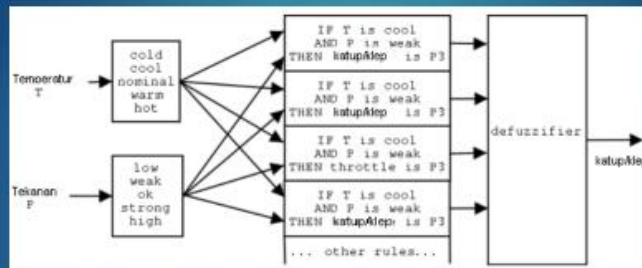 Temperatur
T
cold
cool
nominal
warm
hot
Tekanan
P
low
weak
ok
strong
high
IF T is cool
AND P is weak
THEN katup/klep is P3
IF T is cool
AND P is weak
THEN katup/klep is P3
IF T is cool
AND P is weak
THEN throttle is P3
IF T is cool
AND P is weak
THEN katup/klep is P3
... other rules...
defuzzifier
katup/klep